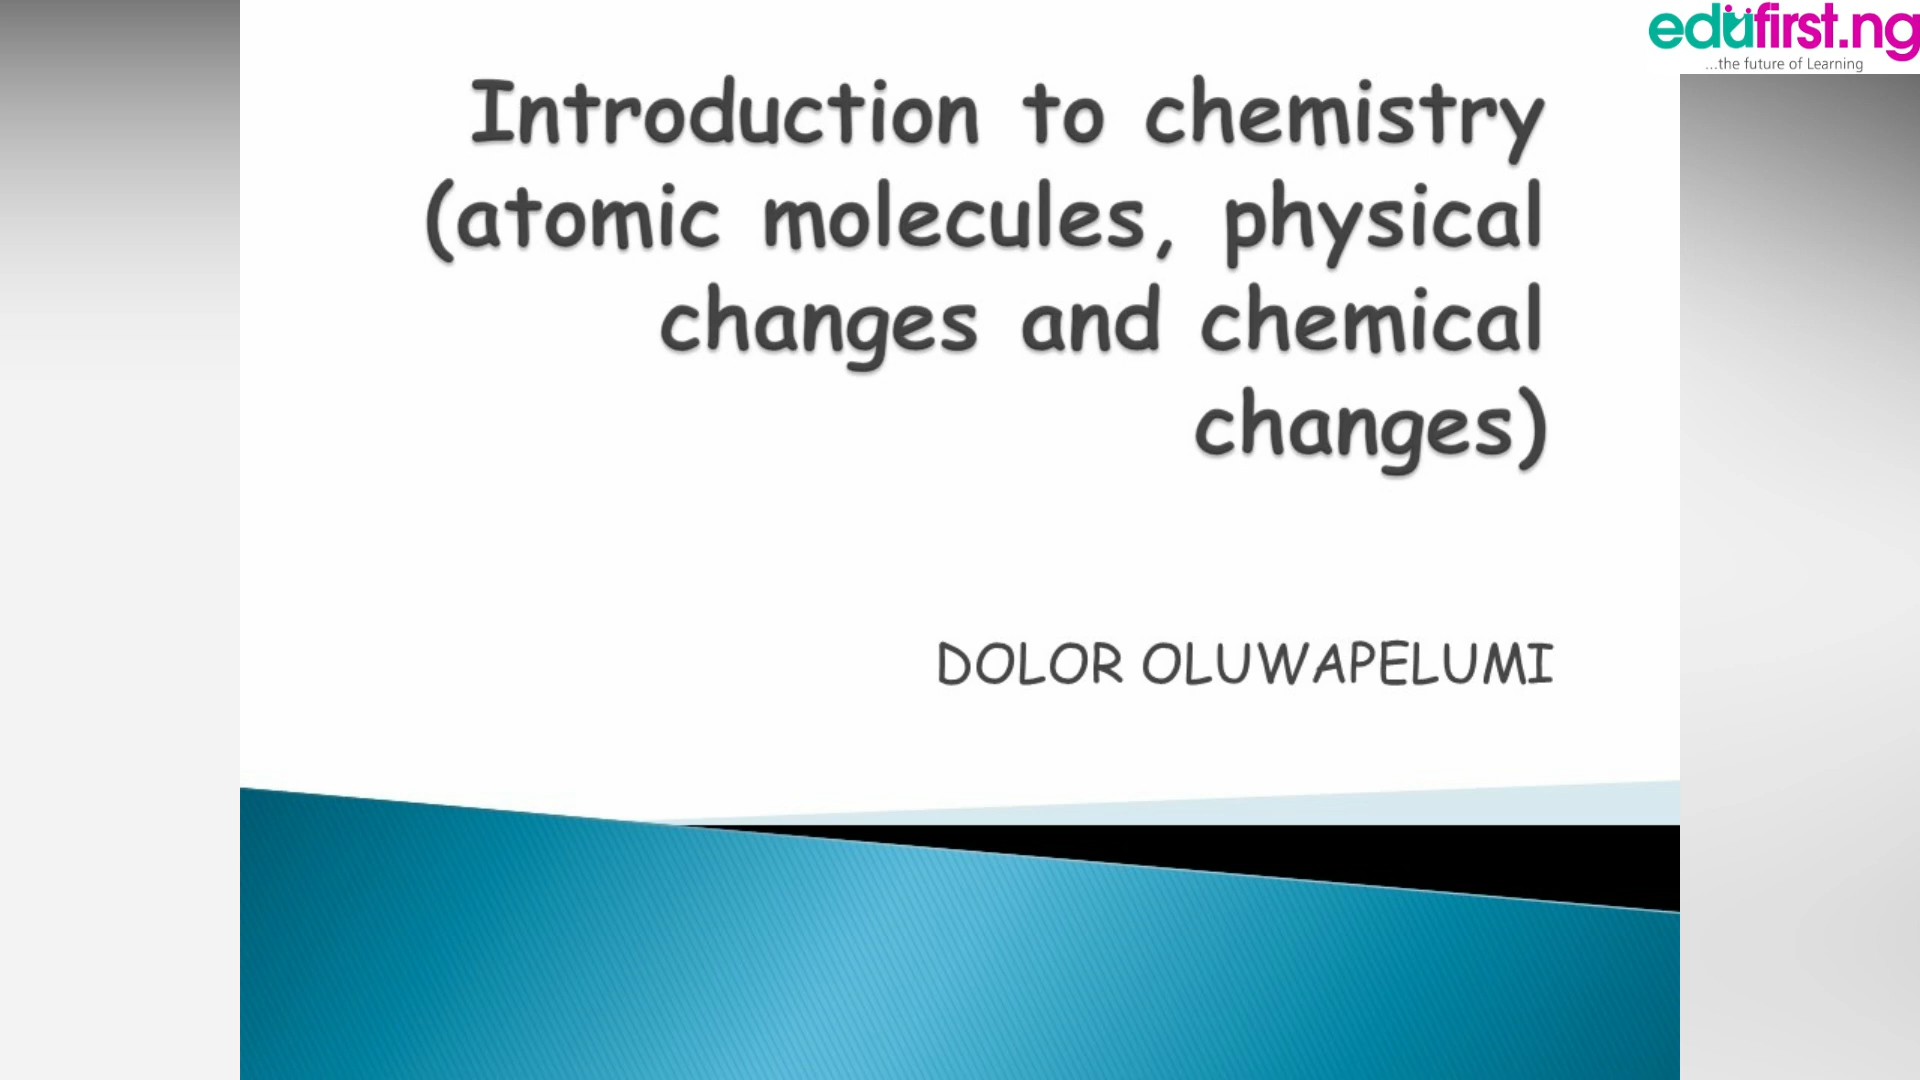 edufirst.ng
...the future of Learning
Introduction to chemistry
(atomic molecules, physical
changes and chemical
changes)
DOLOR OLUWAPELUMI